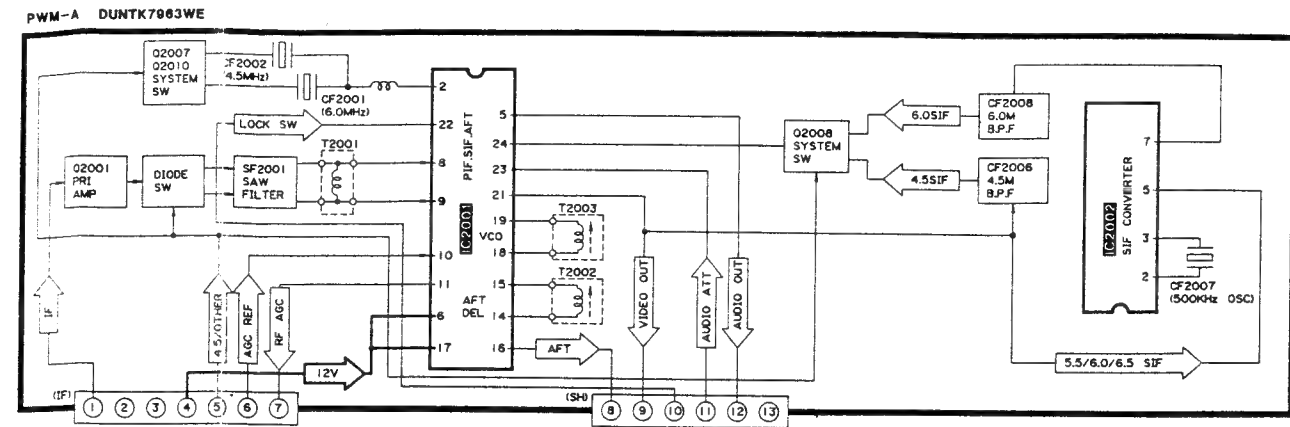 PWM-A DUNTK7963WE
Q2007
Q2010
SYSTEM
SW
CF2002
(4.5MHz)
CF2001
(6.0MHz)
LOCK SW
Q2001
PRI
AMP
DIODE
SW
SF2001
SAW
FILTER
T2001
2
22
8
9
10
11
6
17
PIF.SIF.AFT
IC2001
VCO
AFT
DEL
5
24
23
21
19
18
15
14
16
T2003
T2002
Q2008
SYSTEM
SW
6.0SIF
4.5SIF
CF2008
6.0M
B.P.F
CF2006
4.5M
B.P.F
IC2002
SIF CONVERTER
7
5
3
2
CF2007
(500KHz OSC)
IF
4.5/OTHER
AGC REF
RF AGC
12V
AFT
VIDEO OUT
AUDIO ATT
AUDIO OUT
5.5/6.0/6.5 SIF
(IF)
1 2 3 4 5 6 7
(SH)
8 9 10 11 12 13